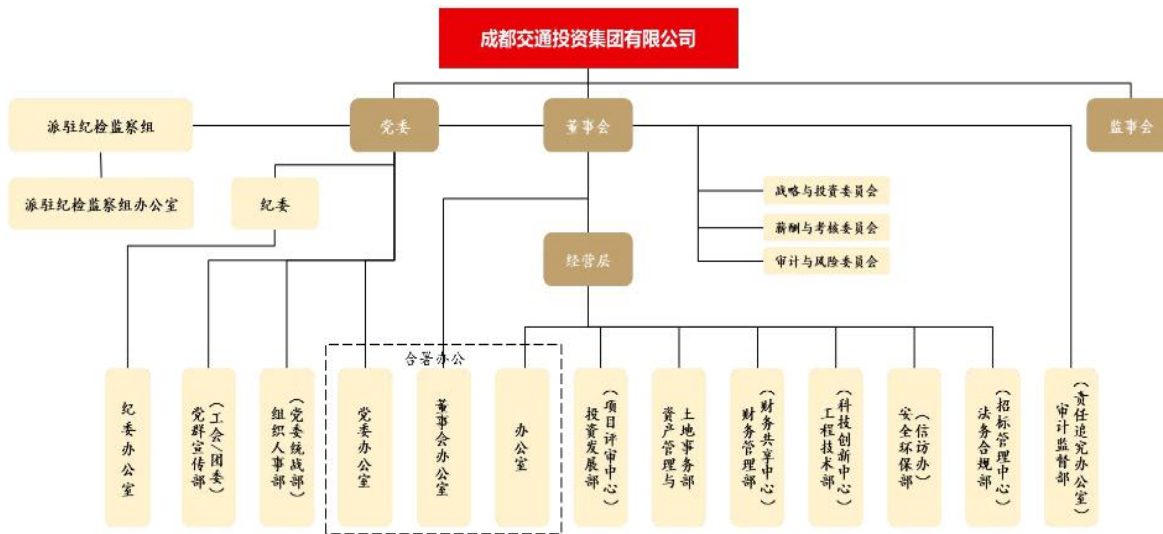 成都交通投资集团有限公司
派驻纪检监察组
党委
董事会
监事会
派驻纪检监察组办公室
纪委
战略与投资委员会
薪酬与考核委员会
审计与风险委员会
经营层
合署办公
纪委办公室
党群宣传部
（工会/团委）
组织人事部
（党委统战部）
党委办公室
董事会办公室
办公室
投资发展部
（项目评审中心）
资产管理与
土地事务部
财务管理部
（财务共享中心）
工程技术部
（科技创新中心）
安全环保部
（信访办）
法务合规部
（招标管理中心）
审计监督部
（责任追究办公室）